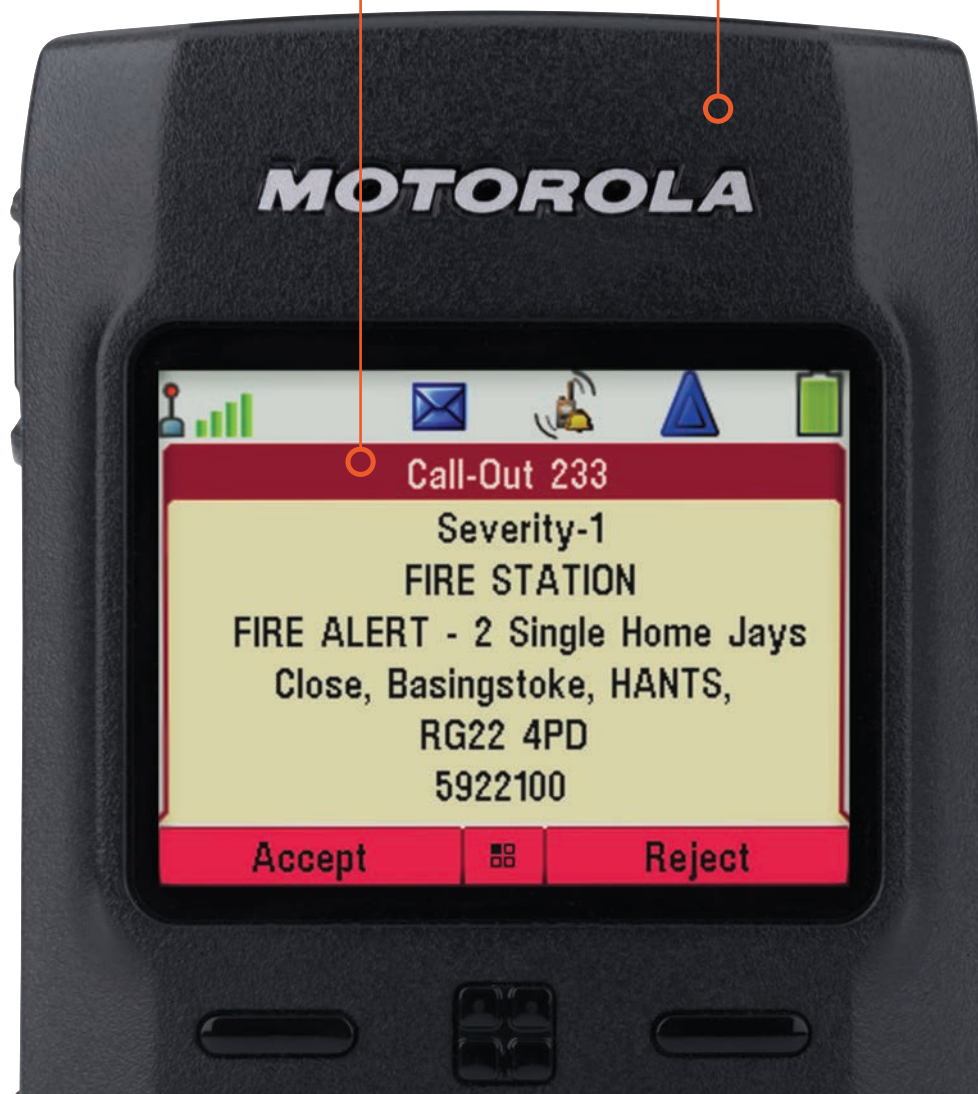 MOTOROLA
Call-Out 233
Severity-1
FIRE STATION
FIRE ALERT - 2 Single Home Jays
Close, Basingstoke, HANTS,
RG22 4PD
5922100
Accept
Reject